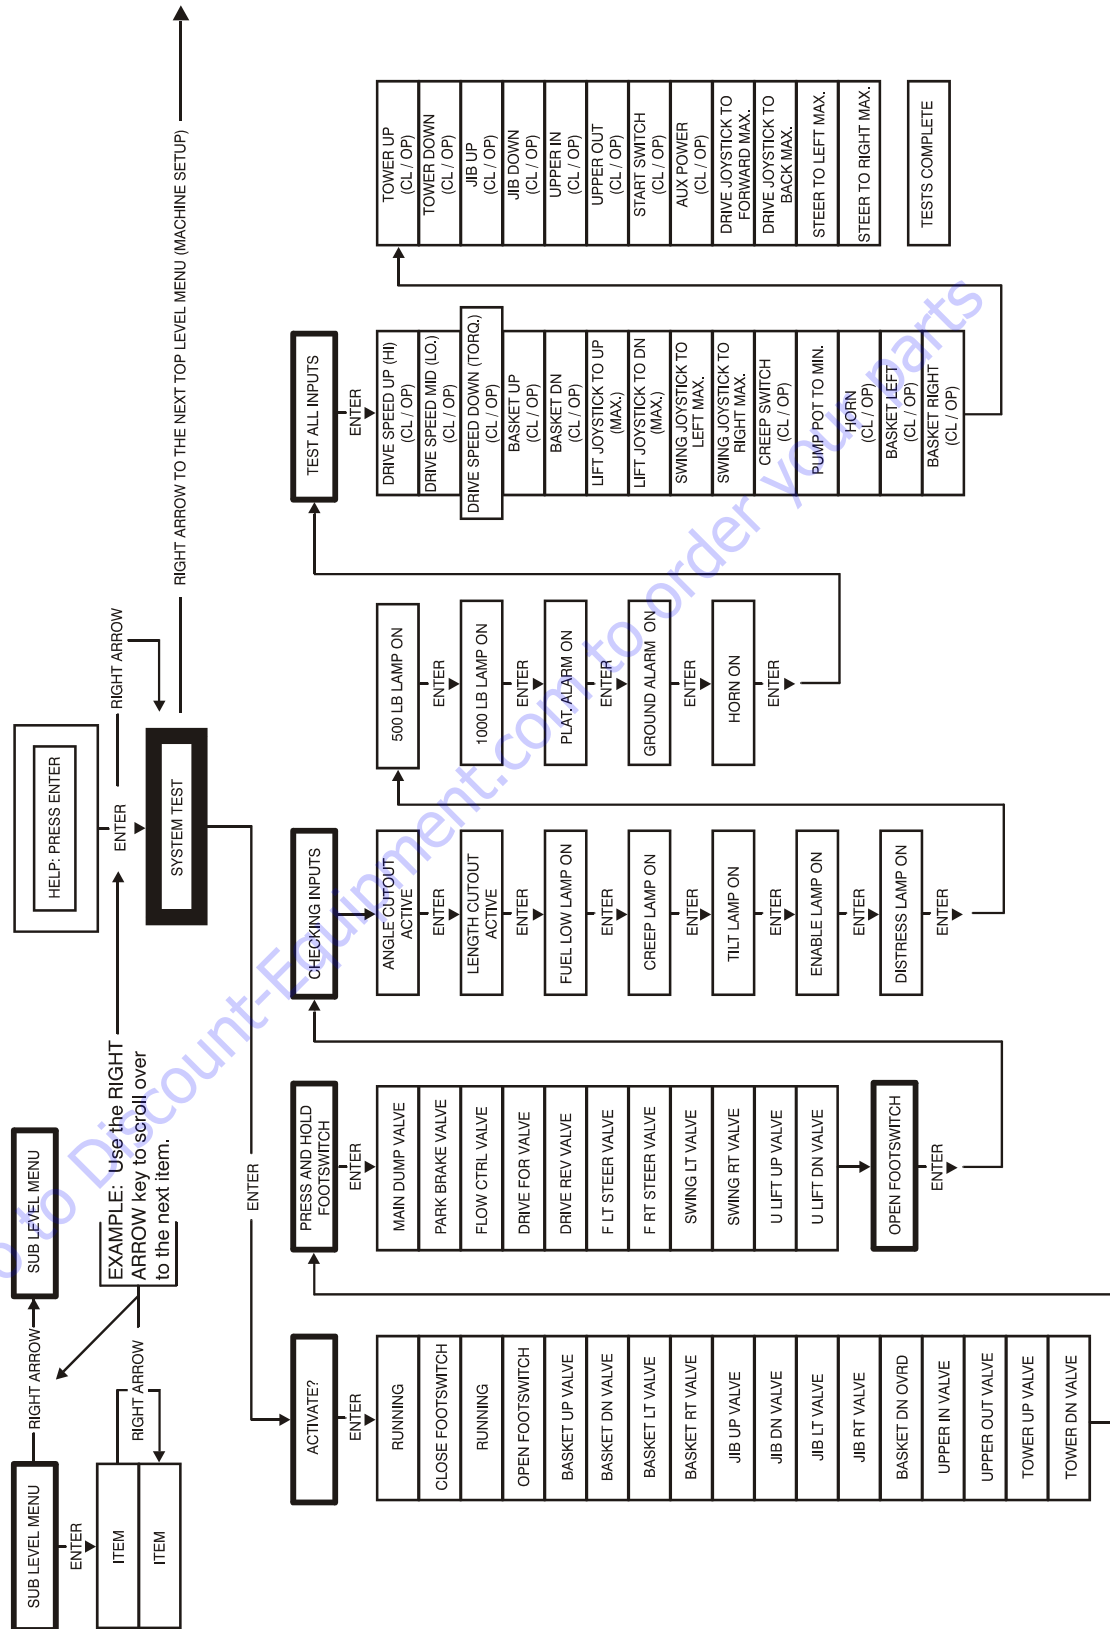 SUB LEVEL MENU
RIGHT ARROW
SUB LEVEL MENU
ENTER
ITEM
ITEM
RIGHT ARROW
EXAMPLE: Use the RIGHT
ARROW key to scroll over
to the next item.
HELP: PRESS ENTER
ENTER
RIGHT ARROW
SYSTEM TEST
RIGHT ARROW TO THE NEXT TOP LEVEL MENU (MACHINE SETUP)
ENTER
ACTIVATE?
ENTER
RUNNING
CLOSE FOOTSWITCH
RUNNING
OPEN FOOTSWITCH
BASKET UP VALVE
BASKET DN VALVE
BASKET LT VALVE
BASKET RT VALVE
JIB UP VALVE
JIB DN VALVE
JIB LT VALVE
JIB RT VALVE
BASKET DN OVRD
UPPER IN VALVE
UPPER OUT VALVE
TOWER UP VALVE
TOWER DN VALVE
PRESS AND HOLD
FOOTSWITCH
ENTER
MAIN DUMP VALVE
PARK BRAKE VALVE
FLOW CTRL VALVE
DRIVE FOR VALVE
DRIVE REV VALVE
F LT STEER VALVE
F RT STEER VALVE
SWING LT VALVE
SWING RT VALVE
U LIFT UP VALVE
U LIFT DN VALVE
OPEN FOOTSWITCH
ENTER
CHECKING INPUTS
ANGLE CUTOUT
ACTIVE
ENTER
LENGTH CUTOUT
ACTIVE
ENTER
FUEL LOW LAMP ON
ENTER
CREEP LAMP ON
ENTER
TILT LAMP ON
ENTER
ENABLE LAMP ON
ENTER
DISTRESS LAMP ON
ENTER
500 LB LAMP ON
ENTER
1000 LB LAMP ON
ENTER
PLAT. ALARM ON
ENTER
GROUND ALARM ON
ENTER
HORN ON
ENTER
TEST ALL INPUTS
ENTER
DRIVE SPEED UP (HI)
(CL / OP)
DRIVE SPEED MID (LO.)
(CL / OP)
DRIVE SPEED DOWN (TORQ.)
(CL / OP)
BASKET UP
(CL / OP)
BASKET DN
(CL / OP)
LIFT JOYSTICK TO UP
(MAX.)
LIFT JOYSTICK TO DN
(MAX.)
SWING JOYSTICK TO
LEFT MAX.
SWING JOYSTICK TO
RIGHT MAX.
CREEP SWITCH
(CL / OP)
PUMP POT TO MIN.
HORN
(CL / OP)
BASKET LEFT
(CL / OP)
BASKET RIGHT
(CL / OP)
TOWER UP
(CL / OP)
TOWER DOWN
(CL / OP)
JIB UP
(CL / OP)
JIB DOWN
(CL / OP)
UPPER IN
(CL / OP)
UPPER OUT
(CL / OP)
START SWITCH
(CL / OP)
AUX POWER
(CL / OP)
DRIVE JOYSTICK TO
FORWARD MAX.
DRIVE JOYSTICK TO
BACK MAX.
STEER TO LEFT MAX.
STEER TO RIGHT MAX.
TESTS COMPLETE
to Discount-Equipment.com to order your parts